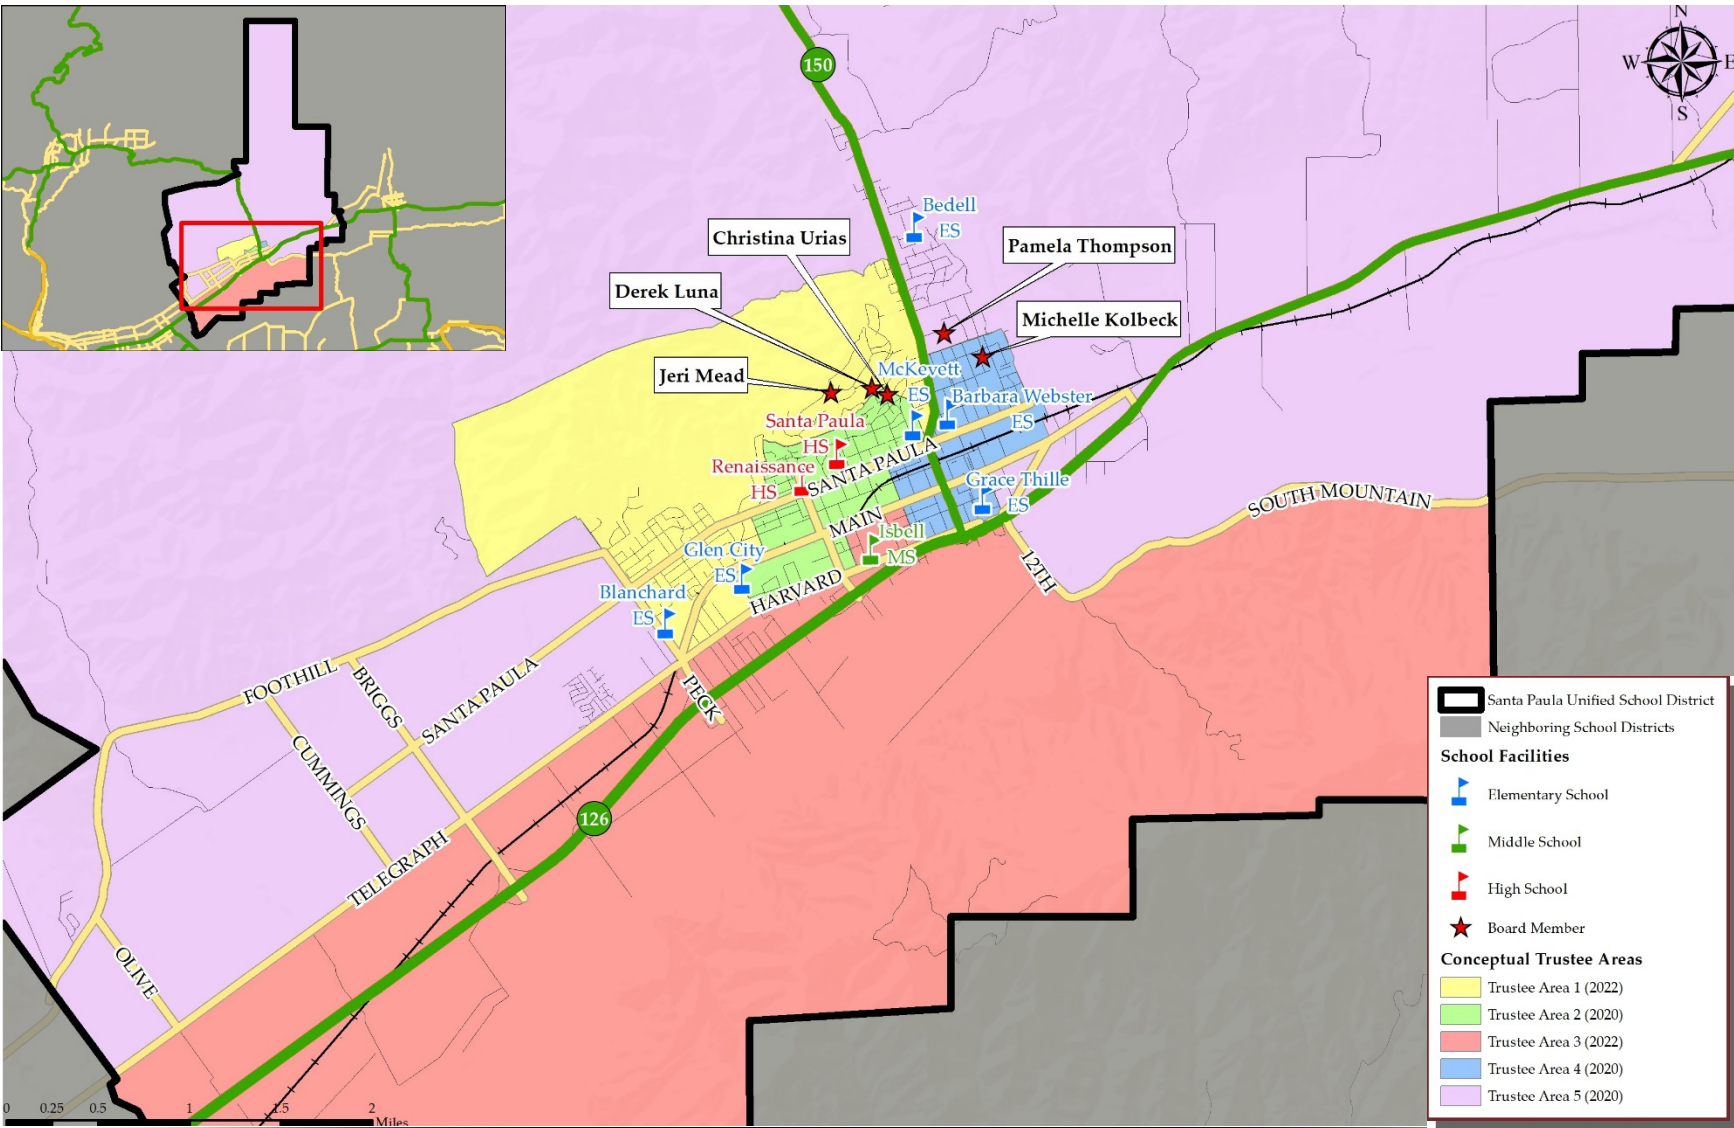 N
W
E
S
150
Bedell
ES
Christina Urias
Pamela Thompson
Derek Luna
Michelle Kolbeck
Jeri Mead
McKevett
ES
Barbara Webster
ES
Santa Paula
HS
SANTA PAULA
Renaissance
HS
Grace Thille
ES
SOUTH MOUNTAIN
MAIN
Isbell
MS
Glen City
ES
12TH
HARVARD
Blanchard
ES
FOOTHILL
BRIGGS
SANTA PAULA
PECK
CUMMINGS
126
TELEGRAPH
OLIVE
0 0.25 0.5 1 1.5 2
Miles
Santa Paula Unified School District
Neighboring School Districts
School Facilities
Elementary School
Middle School
High School
Board Member
Conceptual Trustee Areas
Trustee Area 1 (2022)
Trustee Area 2 (2020)
Trustee Area 3 (2022)
Trustee Area 4 (2020)
Trustee Area 5 (2020)